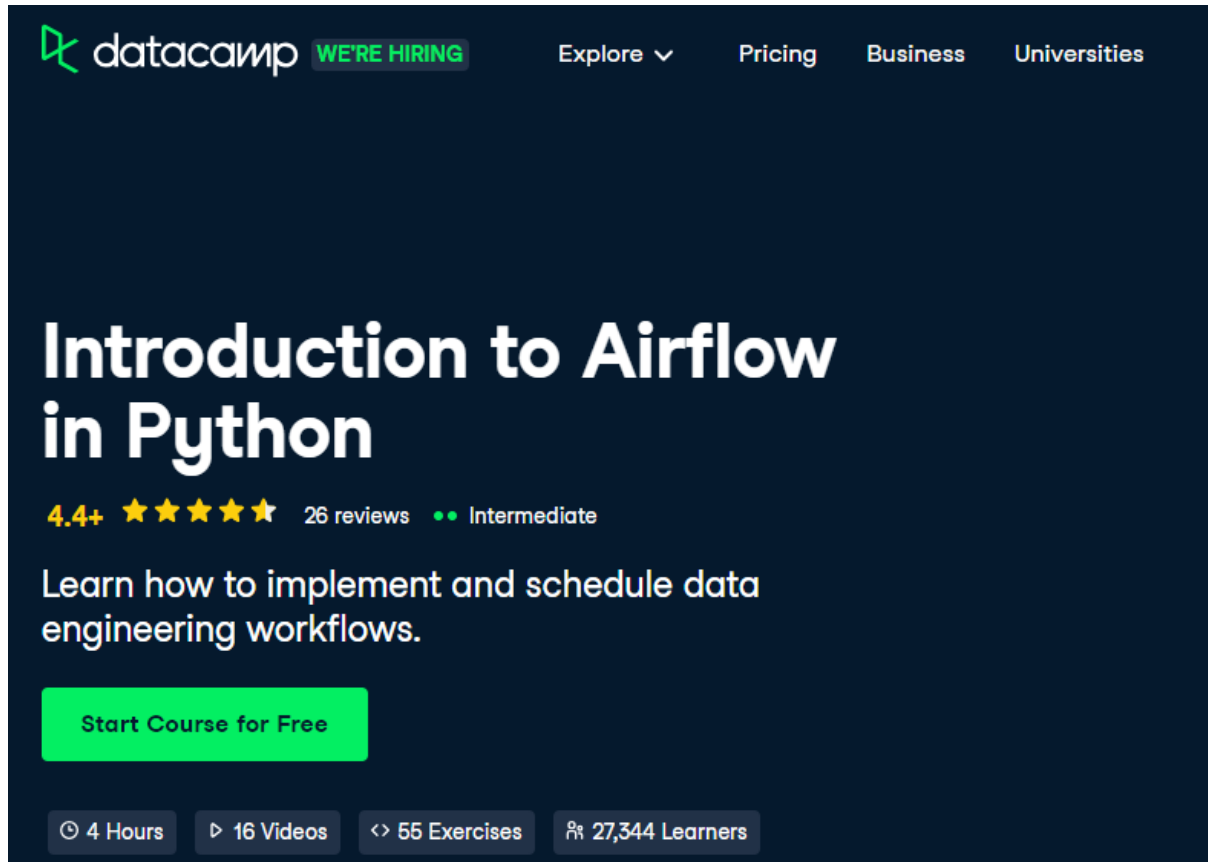 datacamp WE'RE HIRING Explore Pricing Business Universities
Introduction to Airflow
in Python
4.4+ 26 reviews Intermediate
Learn how to implement and schedule data
engineering workflows.
Start Course for Free
4 Hours 16 Videos 55 Exercises 27,344 Learners